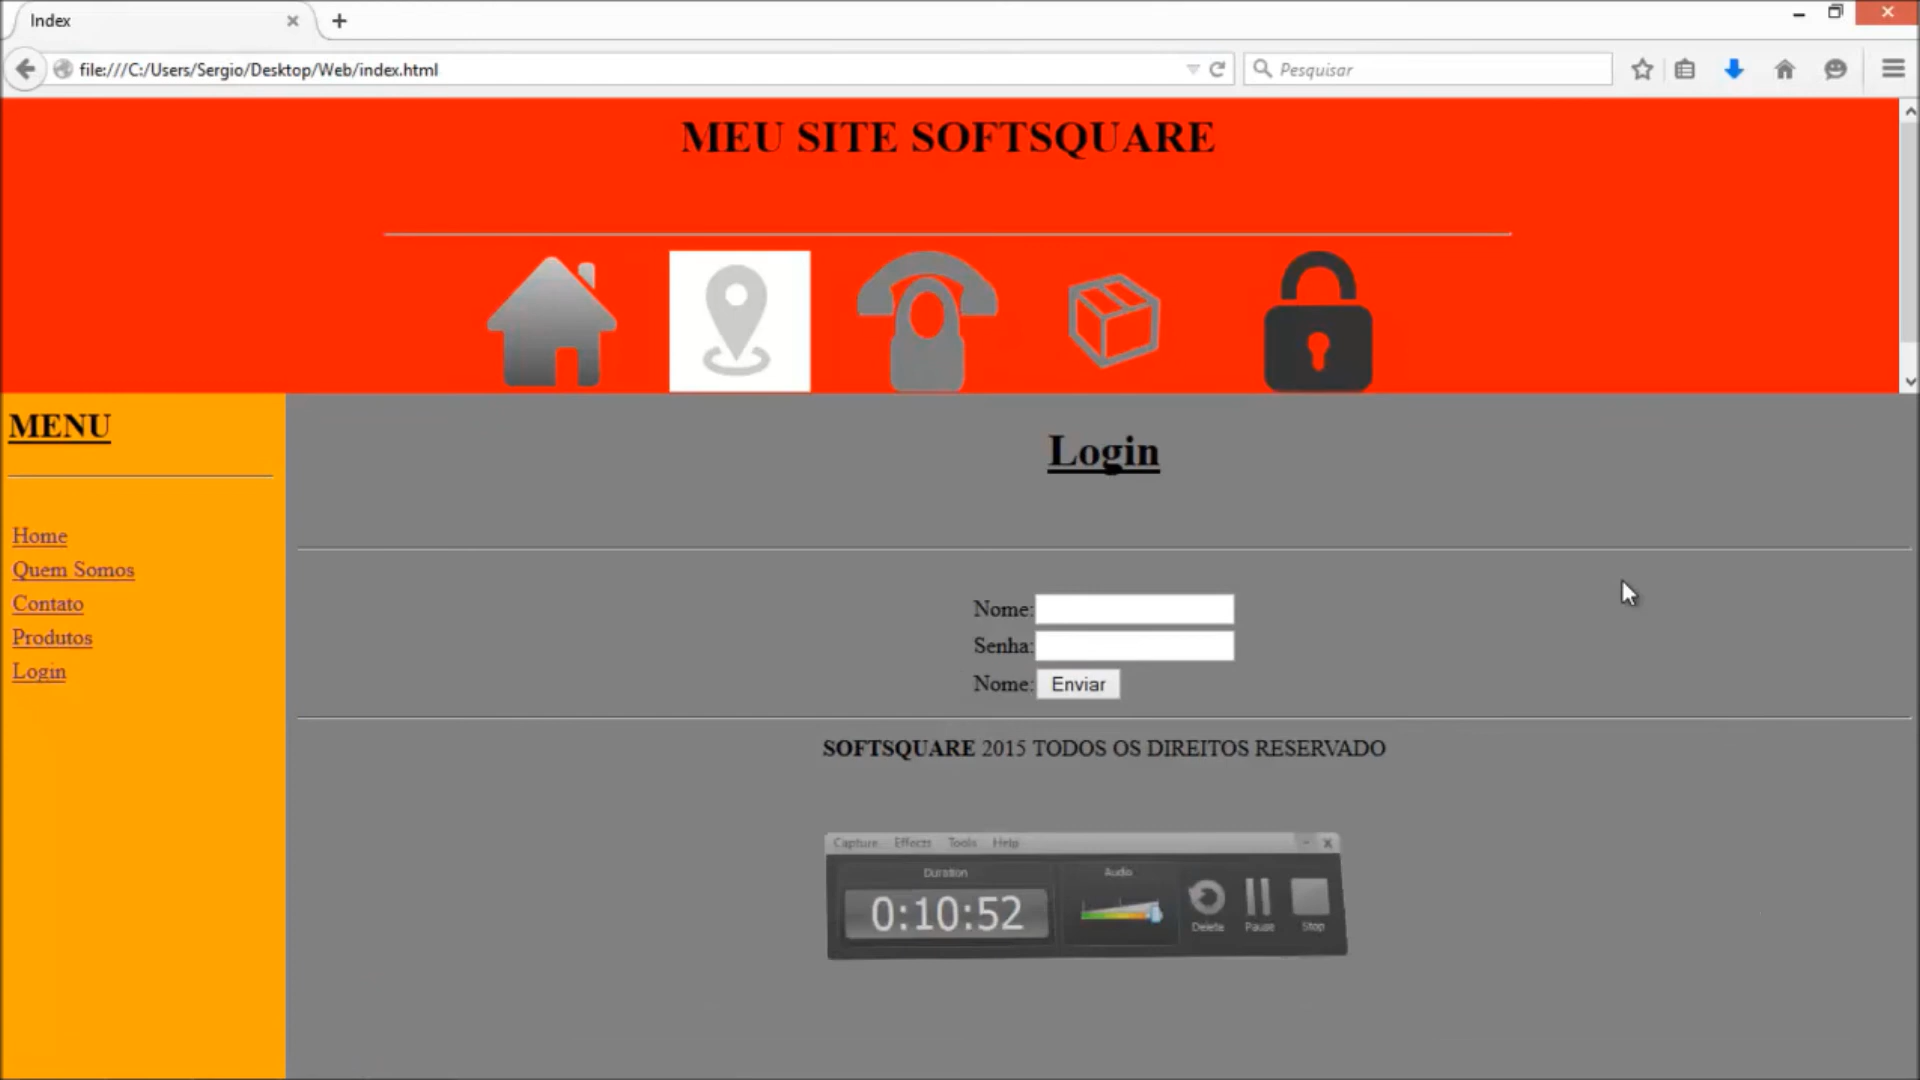 Index
file:///C:/Users/Sergio/Desktop/Web/index.html
Pesquisar
MEU SITE SOFTSQUARE
MENU
Home
Quem Somos
Contato
Produtos
Login
Login
Nome:
Senha:
Nome: Enviar
SOFTSQUARE 2015 TODOS OS DIREITOS RESERVADO
Capture Effects Tools Help
Duration
0:10:52
Audio
Delete Pause Stop